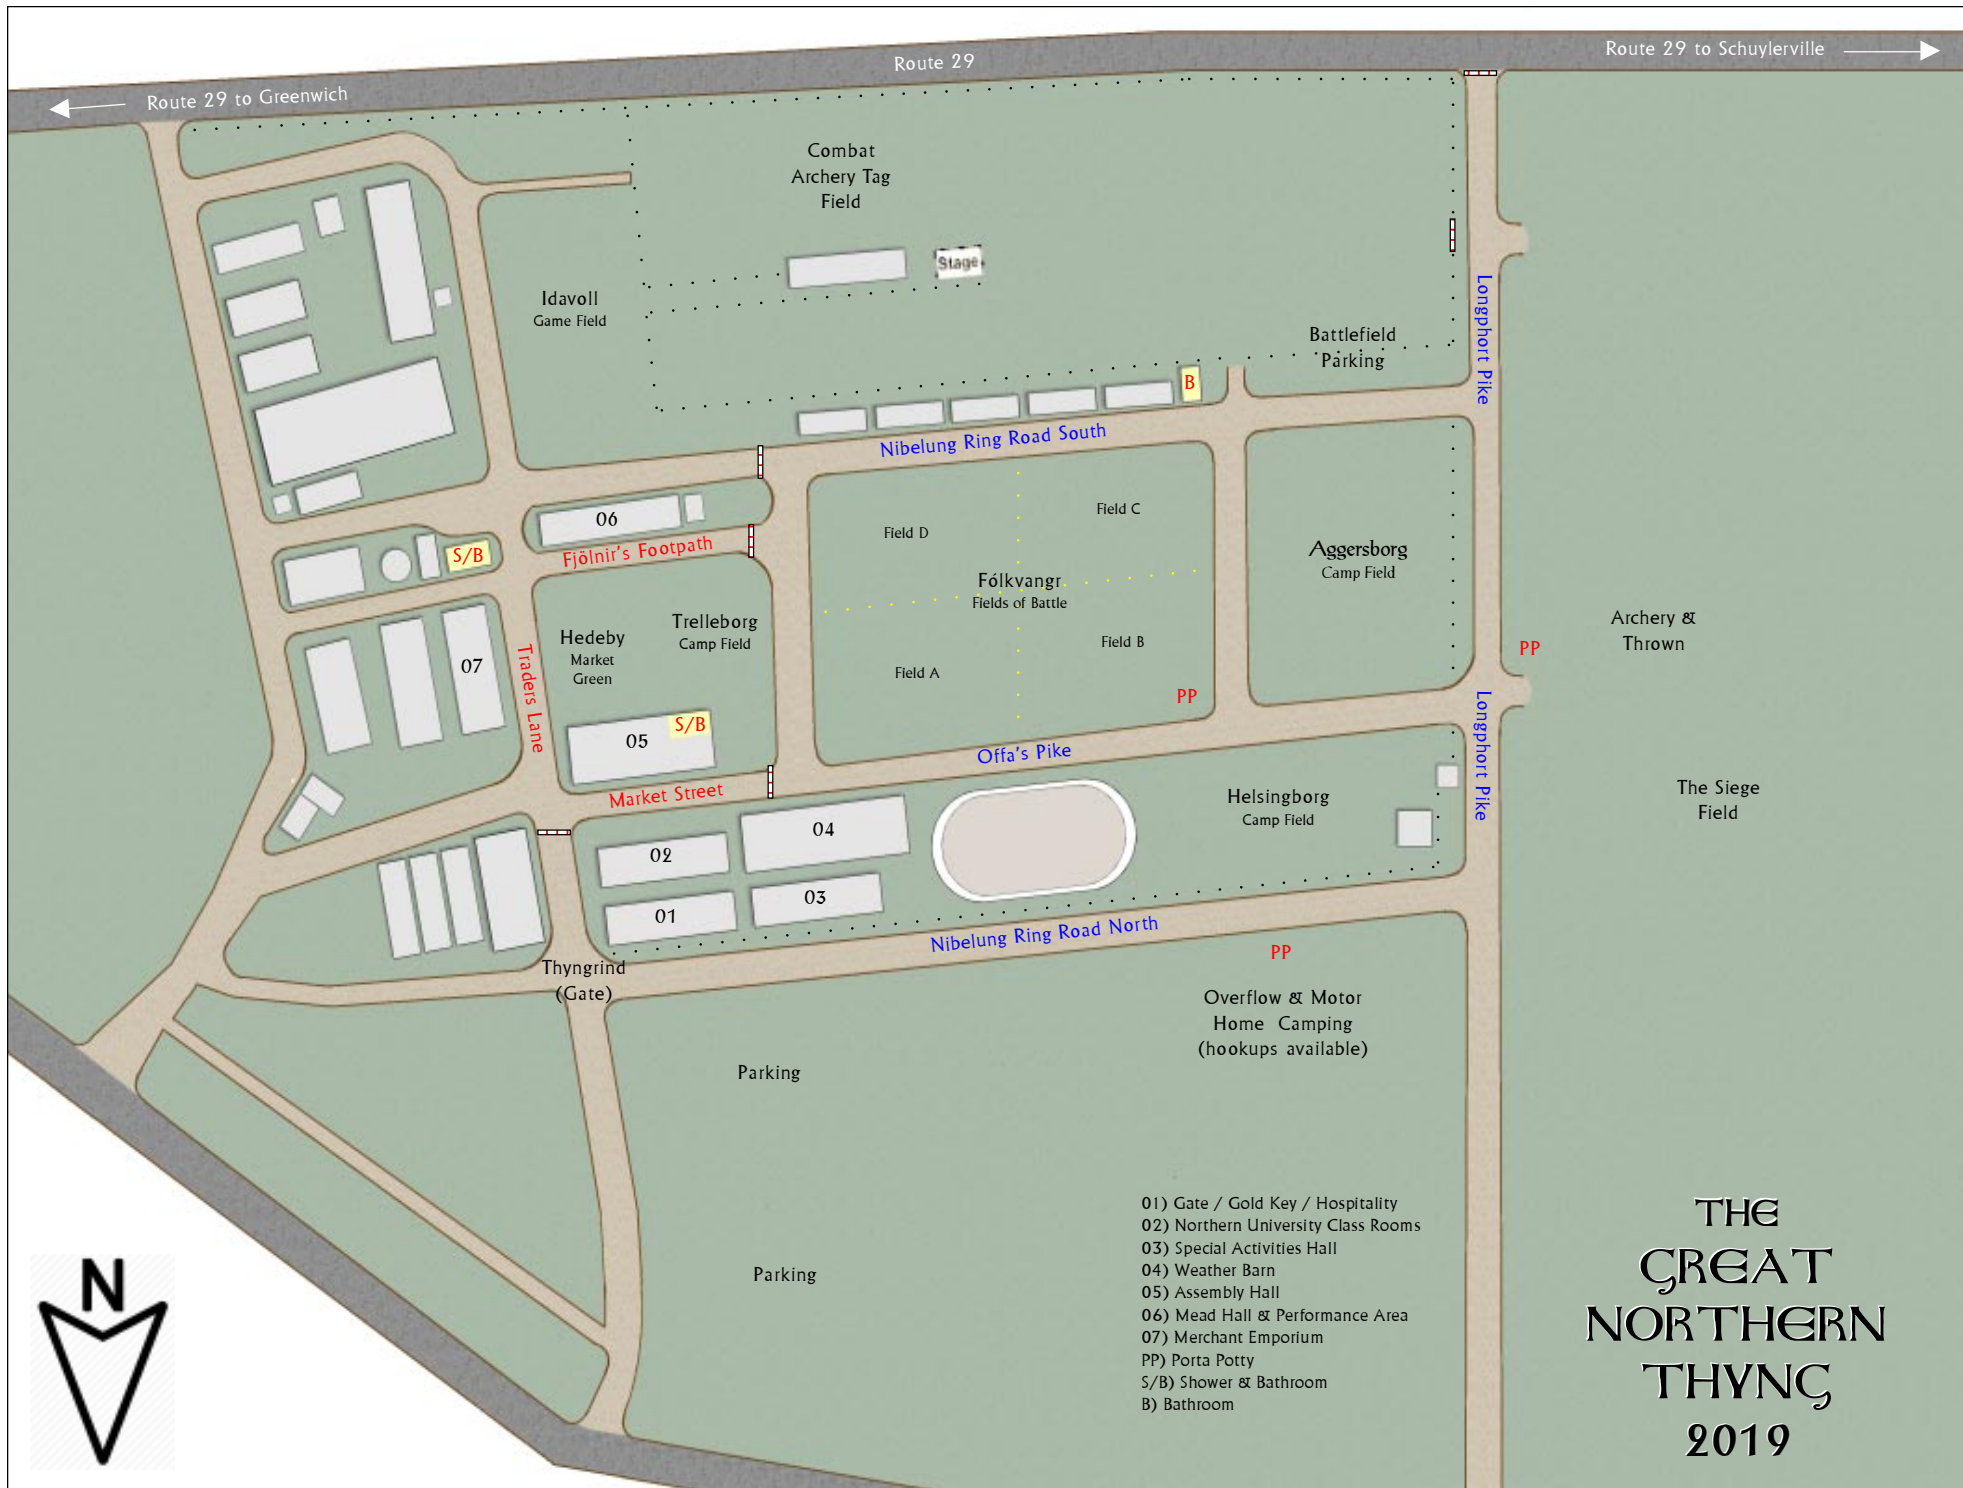 Route 29 to Schuylerville
Route 29
Route 29 to Greenwich
Combat
Archery Tag
Field
Stage
Idavoll
Game Field
Battlefield
Parking
Longphort Pike
B
Nibelung Ring Road South
06
Fjölnir's Footpath
S/B
Field D
Field C
Fólkvangr
Fields of Battle
Field A
Field B
PP
Aggersborg
Camp Field
Archery &
Thrown
PP
Trelleborg
Camp Field
Hedeby
Market
Green
07
Traders Lane
S/B
05
Offa's Pike
Market Street
Longphort Pike
The Siege
Field
Helsingborg
Camp Field
02
04
01
03
Nibelung Ring Road North
Thyngrind
(Gate)
PP
Overflow & Motor
Home Camping
(hookups available)
Parking
Parking
01) Gate / Gold Key / Hospitality
02) Northern University Class Rooms
03) Special Activities Hall
04) Weather Barn
05) Assembly Hall
06) Mead Hall & Performance Area
07) Merchant Emporium
PP) Porta Potty
S/B) Shower & Bathroom
B) Bathroom
THE
GREAT
NORTHERN
THYNG
2019
N